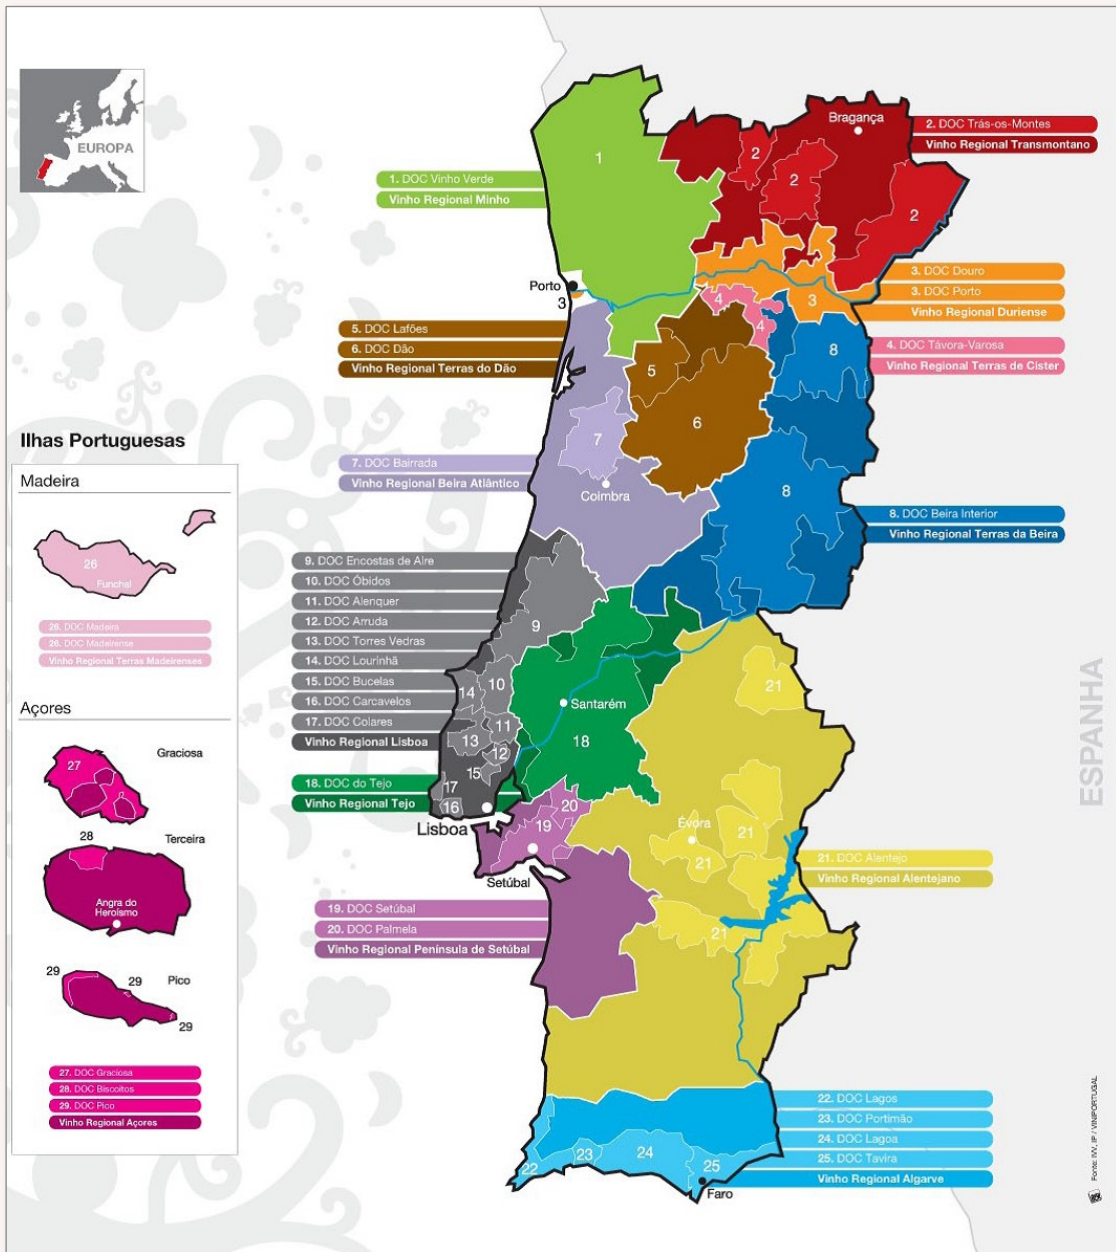 EUROPA
Bragança
2. DOC Trás-os-Montes
Vinho Regional Transmontano
1
2
2
2
1. DOC Vinho Verde
Vinho Regional Minho
3. DOC Douro
3. DOC Porto
Vinho Regional Duriense
Porto
3
3
4
4
5. DOC Lafões
6. DOC Dão
Vinho Regional Terras do Dão
4. DOC Távora-Varosa
Vinho Regional Terras de Cister
5
6
8
7
8
Ilhas Portuguesas
7. DOC Bairrada
Vinho Regional Beira Atlântico
Coimbra
8. DOC Beira Interior
Vinho Regional Terras da Beira
Madeira
26
Funchal
26. DOC Madeira
26. DOC Madeirense
Vinho Regional Terras Madeirenses
9. DOC Encostas de Aire
10. DOC Óbidos
11. DOC Alenquer
12. DOC Arruda
13. DOC Torres Vedras
14. DOC Lourinhã
15. DOC Bucelas
16. DOC Carcavelos
17. DOC Colares
Vinho Regional Lisboa
9
10
14
11
13
12
15
17
16
Santarém
18
21
ESPANHA
18. DOC do Tejo
Vinho Regional Tejo
Lisboa
20
19
Setúbal
Évora
21
21
21
21. DOC Alentejo
Vinho Regional Alentejano
19. DOC Setúbal
20. DOC Palmela
Vinho Regional Península de Setúbal
Açores
Graciosa
27
28
Terceira
Angra do
Heroísmo
29
29
Pico
29
27. DOC Graciosa
28. DOC Biscoitos
29. DOC Pico
Vinho Regional Açores
22. DOC Lagos
23. DOC Portimão
24. DOC Lagoa
25. DOC Tavira
Vinho Regional Algarve
22
23
24
25
Faro
Fonte: IVV, IP / VINIPORTUGAL